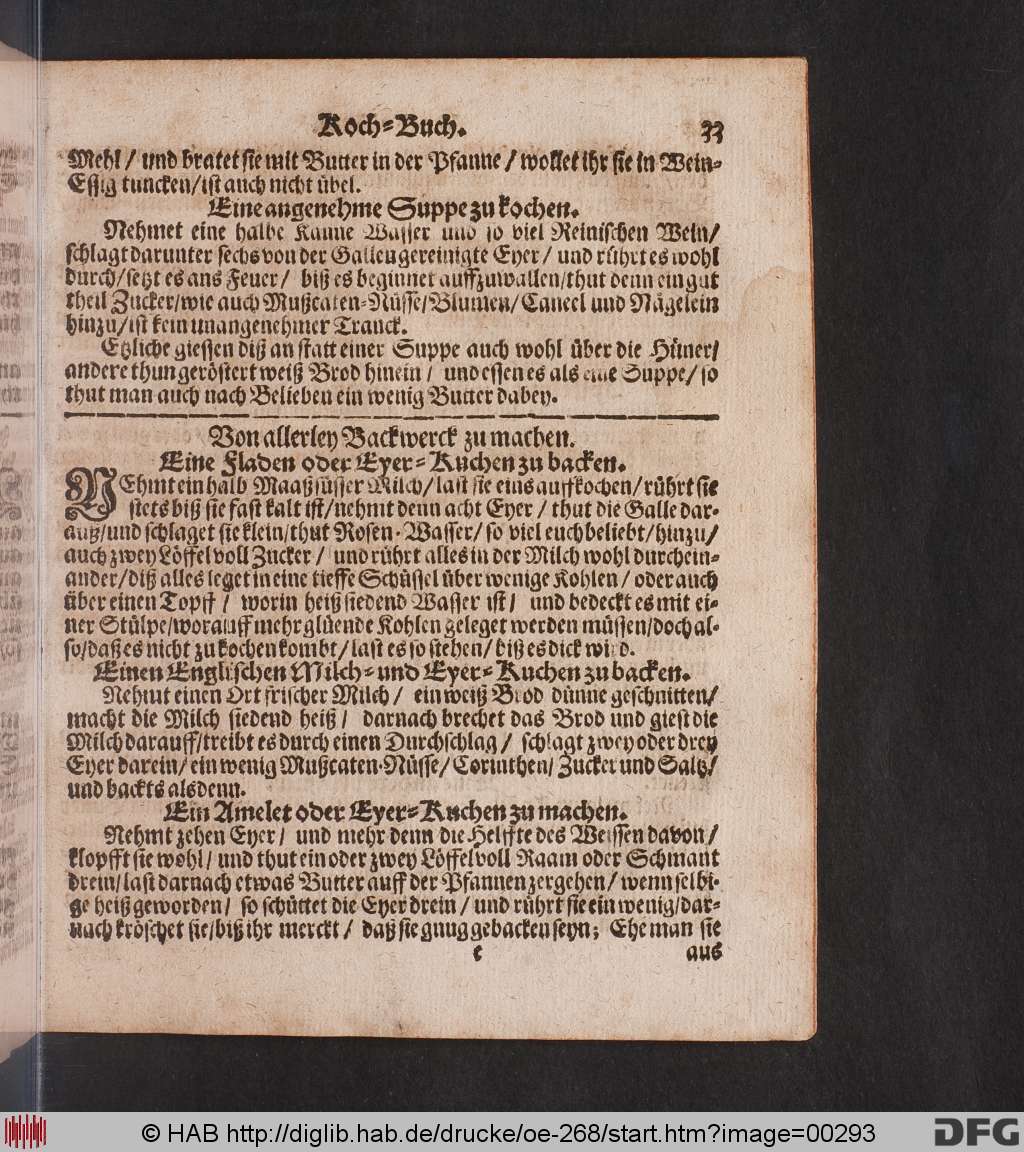 Koch-Buch. 33
Mehl / und bratet sie mit Butter in der Pfanne / wollet ihr sie in Wein-
Essig tuncken / ist auch nicht übel.
Eine angenehme Suppe zu kochen.
Nehmet eine halbe Kanne Wasser und so viel Reinischen Wein /
schlagt darunter sechs von der Gallen gereinigte Eyer / und rührt es wohl
durch / setzt es ans Feuer / biß es beginnet auffzuwallen / thut denn ein gut
theil Zucker / wie auch Mußcaten-Nüsse / Blumen / Caneel und Nägelein
hinzu / ist kein unangenehmer Tranck.
Etzliche giessen diß an statt einer Suppe auch wohl über die Hüner /
andere thun geröstert weiß Brod hinein / und essen es als eine Suppe / so
thut man auch nach Belieben ein wenig Butter dabey.
Von allerley Backwerck zu machen.
Eine Fladen oder Eyer-Kuchen zu backen.
NEhmt ein halb Maaß süsser Milch / last sie eins auffkochen / rührt sie
stets biß sie fast kalt ist / nehmt denn acht Eyer / thut die Galle dar-
auß / und schlaget sie klein / thut Rosen-Wasser / so viel euch beliebt / hinzu /
auch zwey Löffel voll Zucker / und rührt alles in der Milch wohl durchein-
ander / diß alles leget in eine tieffe Schüssel über wenige Kohlen / oder auch
über einen Topff / worin heiß siedend Wasser ist / und bedeckt es mit ei-
ner Stülpe / worauff mehr glüende Kohlen geleget werden müssen / doch al-
so / daß es nicht zu kochen kombt / last es so stehen / biß es dick wird.
Einen Englischen Milch- und Eyer-Kuchen zu backen.
Nehmt einen Ort frischer Milch / ein weiß Brod dünne geschnitten /
macht die Milch siedend heiß / darnach brechet das Brod und giest die
Milch darauff / treibt es durch einen Durchschlag / schlagt zwey oder drey
Eyer darein / ein wenig Mußcaten-Nüsse / Corinthen / Zucker und Saltz /
und backts alsdenn.
Ein Amelet oder Eyer-Kuchen zu machen.
Nehmt zehen Eyer / und mehr denn die Helffte des Weissen davon /
klopfft sie wohl / und thut ein oder zwey Löffel voll Raam oder Schmant
drein / last darnach etwas Butter auff der Pfannen zergehen / wenn selbi-
ge heiß geworden / so schüttet die Eyer drein / und rührt sie ein wenig / dar-
nach kröschet sie / biß ihr merckt / daß sie gnug gebacken seyn; Ehe man sie
e aus
© HAB http://diglib.hab.de/drucke/oe-268/start.htm?image=00293
DFG